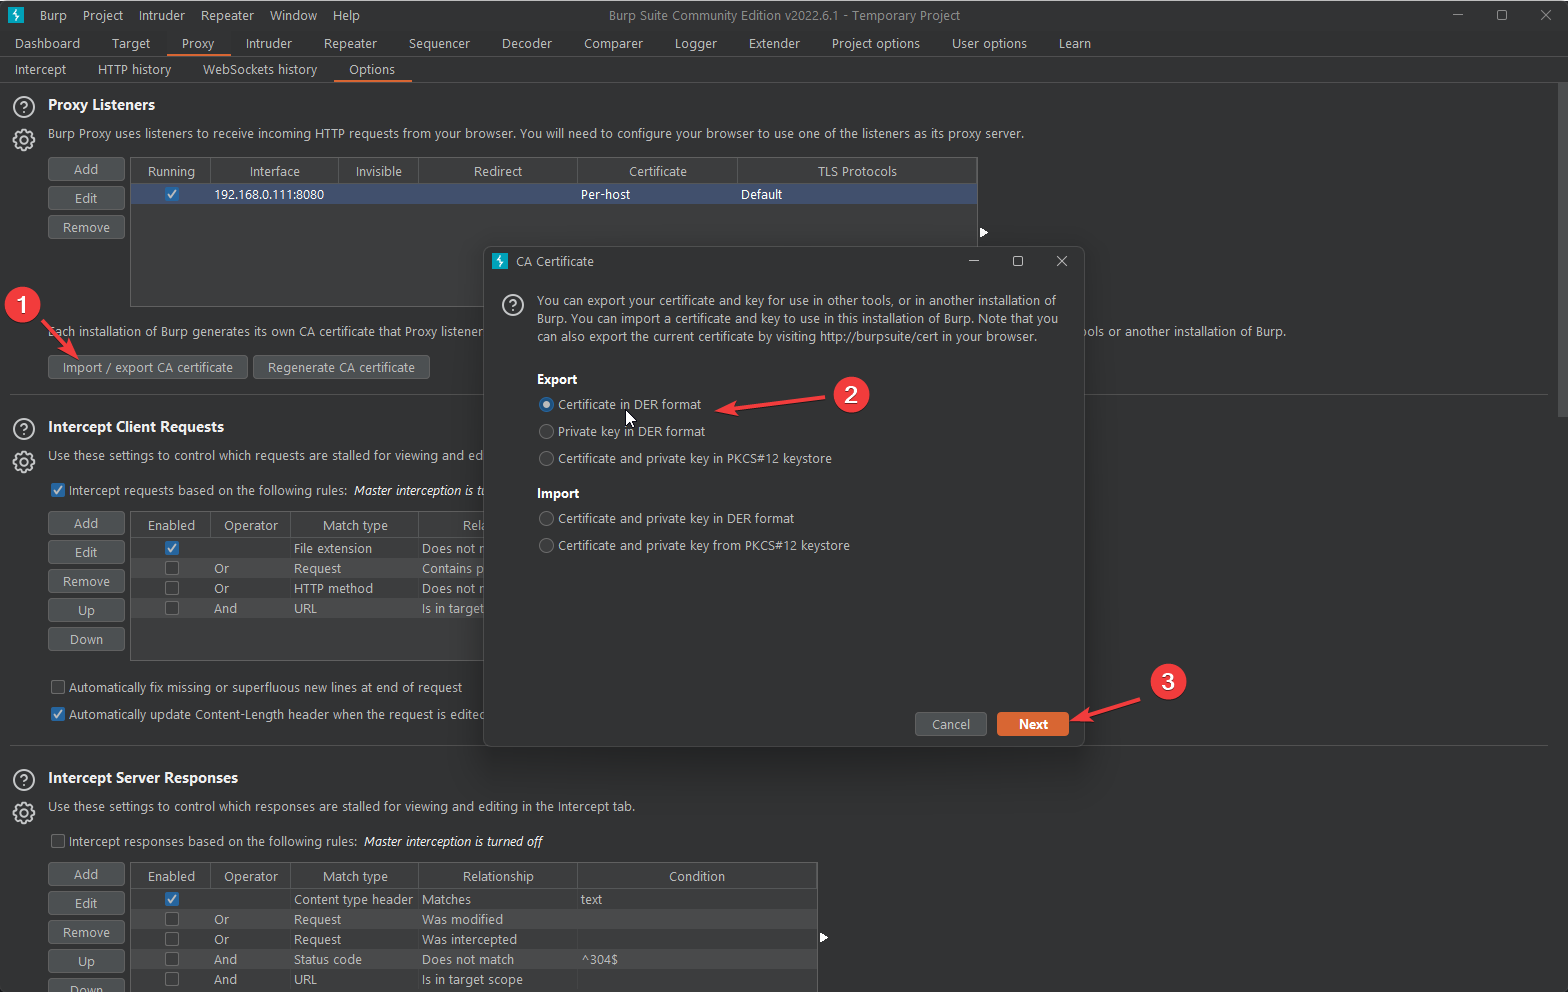 Burp Project Intruder Repeater Window Help Burp Suite Community Edition v2022.6.1 - Temporary Project
Dashboard Target Proxy Intruder Repeater Sequencer Decoder Comparer Logger Extender Project options User options Learn
Intercept HTTP history WebSockets history Options
Proxy Listeners
Burp Proxy uses listeners to receive incoming HTTP requests from your browser. You will need to configure your browser to use one of the listeners as its proxy server.
Add
Edit
Remove
Running Interface Invisible Redirect Certificate TLS Protocols
192.168.0.111:8080 Per-host Default
1
Each installation of Burp generates its own CA certificate that Proxy listener
ols or another installation of Burp.
Import / export CA certificate Regenerate CA certificate
CA Certificate
You can export your certificate and key for use in other tools, or in another installation of
Burp. You can import a certificate and key to use in this installation of Burp. Note that you
can also export the current certificate by visiting http://burpsuite/cert in your browser.
Export
Certificate in DER format
2
Private key in DER format
Certificate and private key in PKCS#12 keystore
Import
Certificate and private key in DER format
Certificate and private key from PKCS#12 keystore
3
Cancel Next
Intercept Client Requests
Use these settings to control which requests are stalled for viewing and ed
Intercept requests based on the following rules: Master interception is tu
Add
Edit
Remove
Up
Down
Enabled Operator Match type Rela
File extension Does not r
Or Request Contains p
Or HTTP method Does not r
And URL Is in target
Automatically fix missing or superfluous new lines at end of request
Automatically update Content-Length header when the request is edited
Intercept Server Responses
Use these settings to control which responses are stalled for viewing and editing in the Intercept tab.
Intercept responses based on the following rules: Master interception is turned off
Add
Edit
Remove
Up
Down
Enabled Operator Match type Relationship Condition
Content type header Matches text
Or Request Was modified
Or Request Was intercepted
And Status code Does not match ^304$
And URL Is in target scope